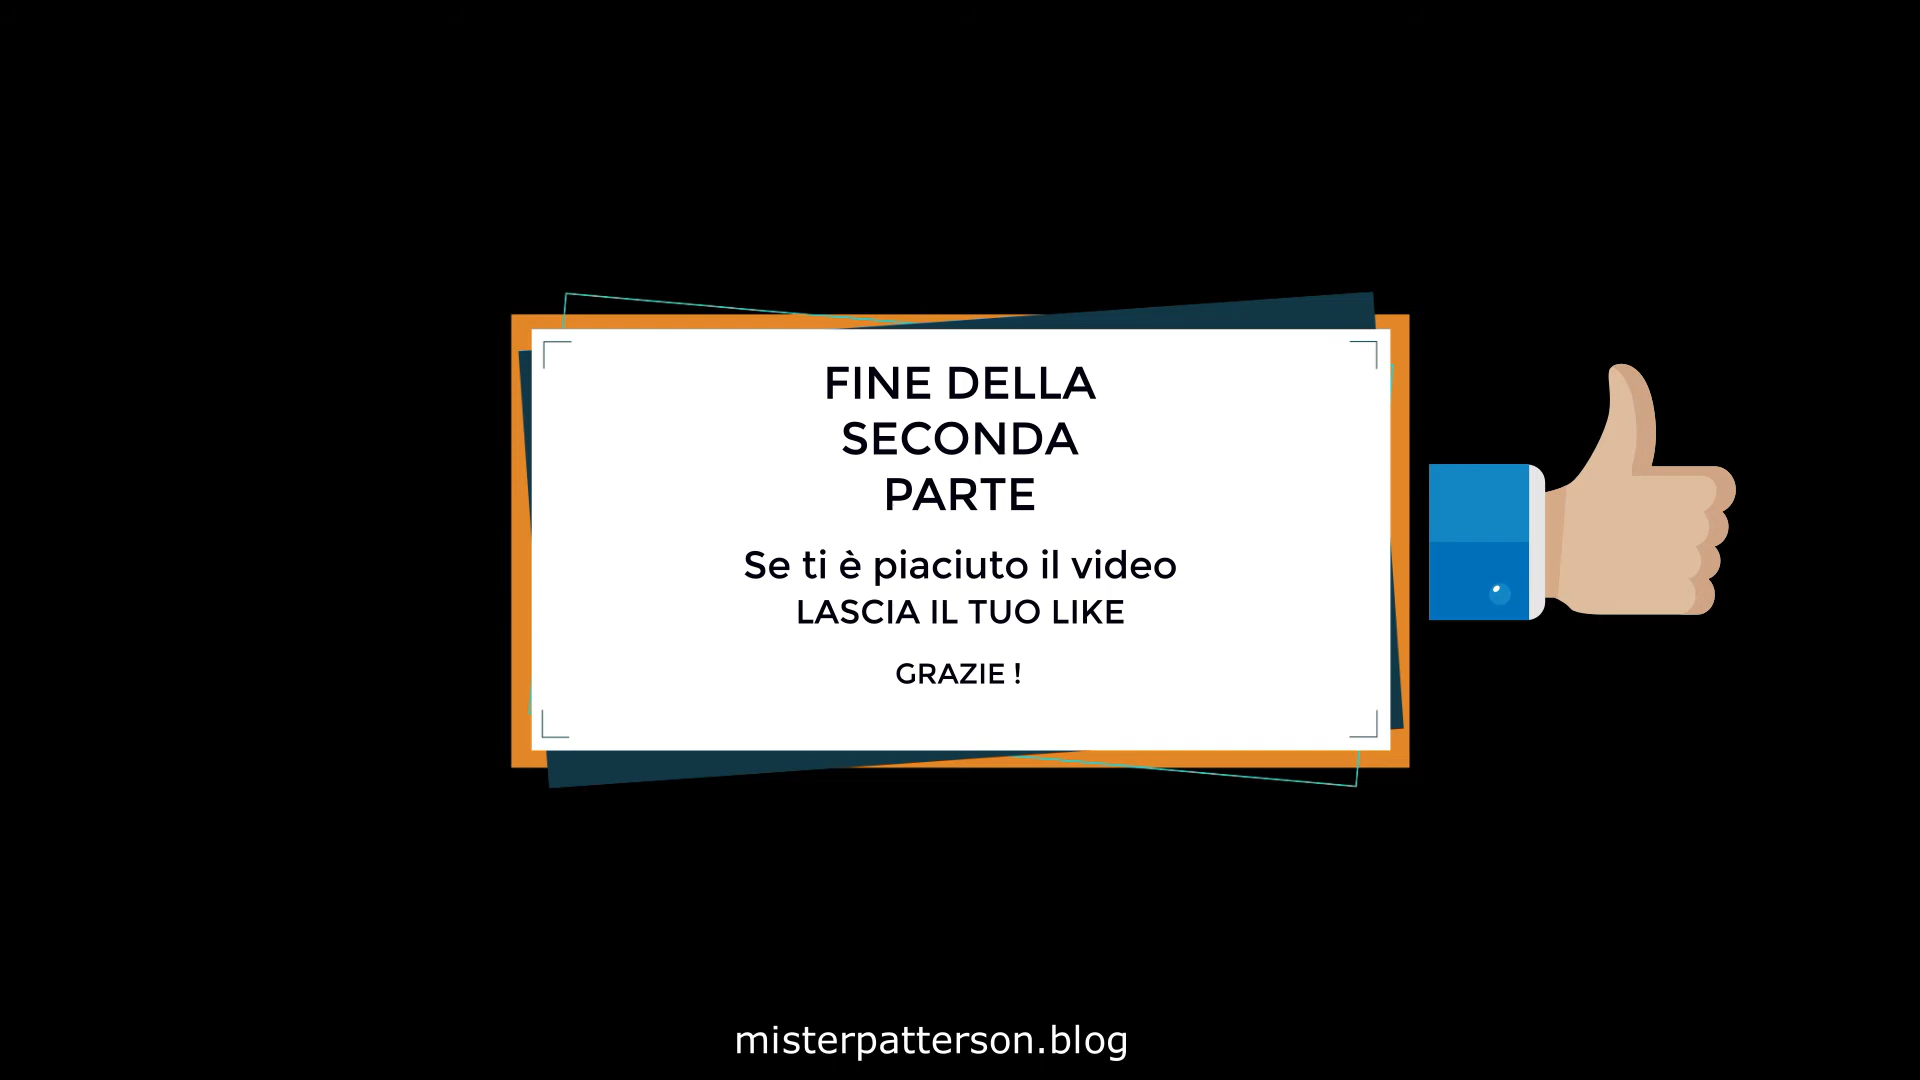 FINE DELLA
SECONDA
PARTE
Se ti è piaciuto il video
LASCIA IL TUO LIKE
GRAZIE !
misterpatterson.blog